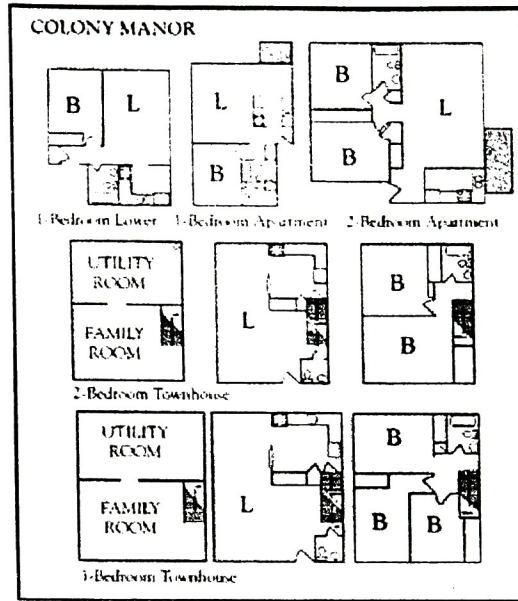 COLONY MANOR
B L
L
B
B
B
L
1-Bedroom Lower 1-Bedroom Apartment 2-Bedroom Apartment
UTILITY
ROOM
FAMILY
ROOM
L
B
B
2-Bedroom Townhouse
UTILITY
ROOM
FAMILY
ROOM
L
B
B
B
3-Bedroom Townhouse